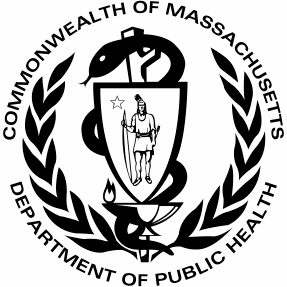 COMMONWEALTH OF MASSACHUSETTS
DEPARTMENT OF PUBLIC HEALTH